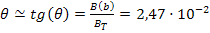 θ ≃ tg(θ) = B(b)/B_T = 2,47 · 10⁻²